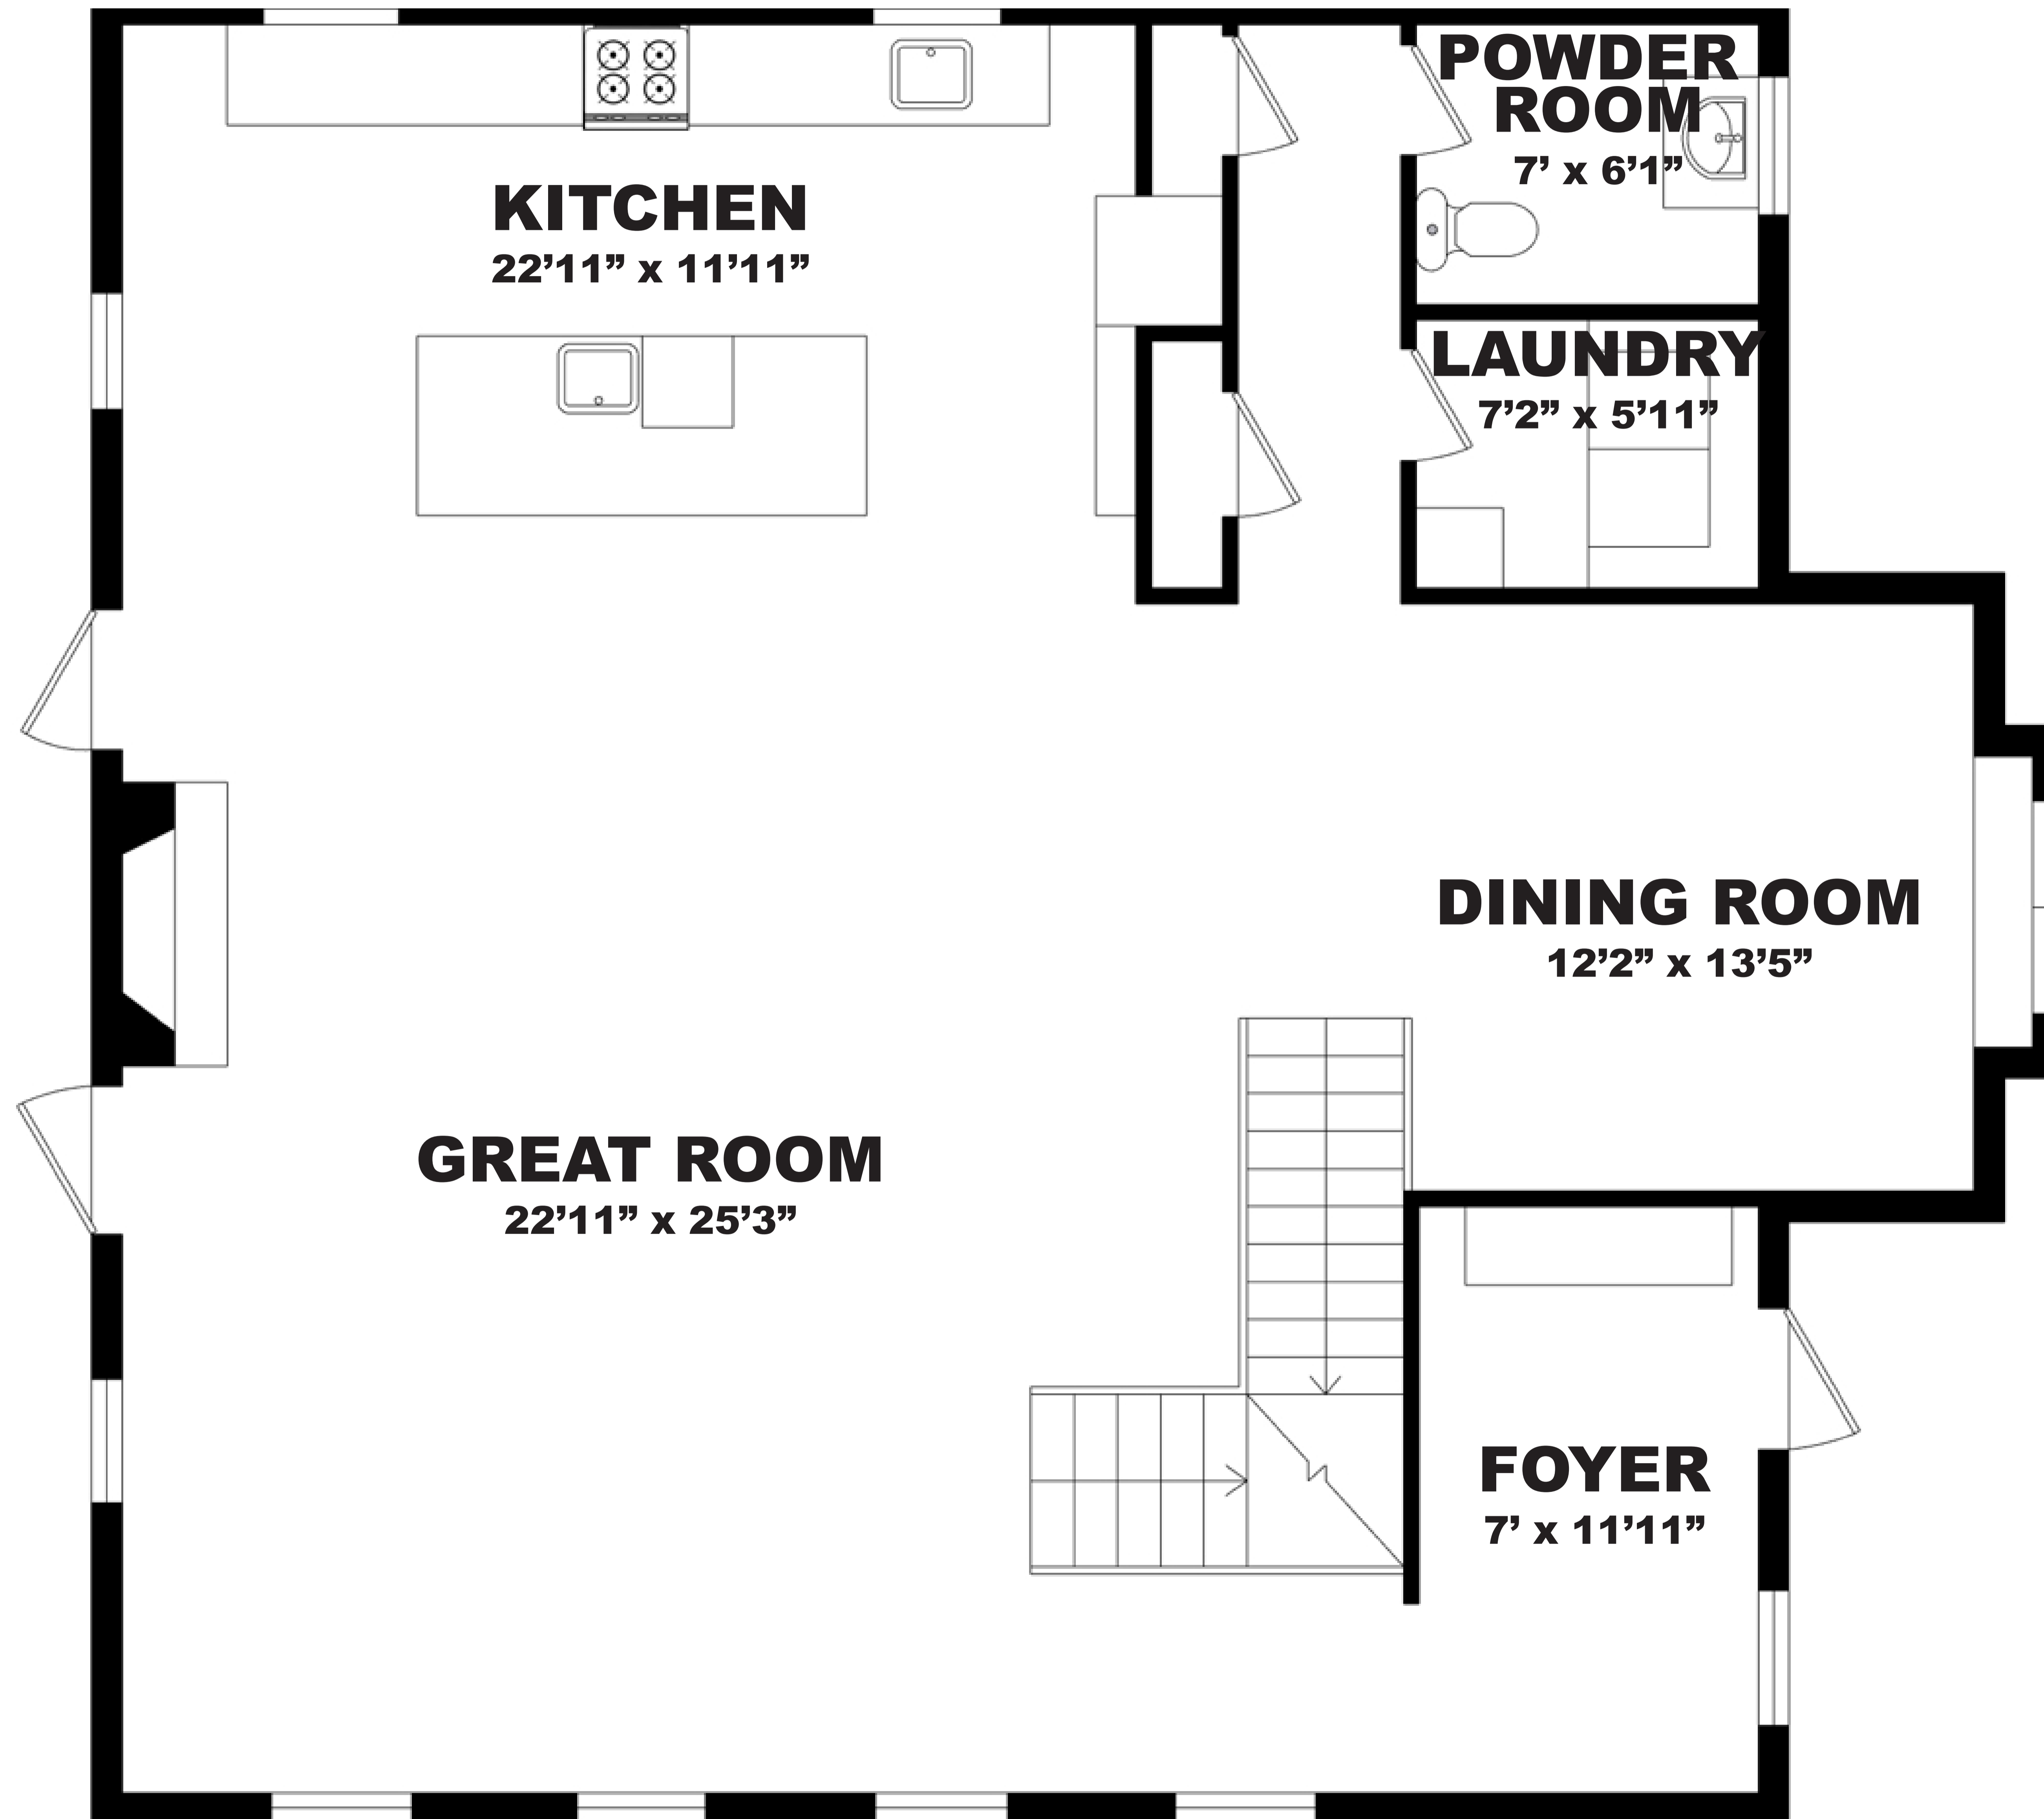 POWDER
ROOM
7’ x 6’1”
KITCHEN
22’11” x 11’11”
LAUNDRY
7’2” x 5’11”
DINING ROOM
12’2” x 13’5”
GREAT ROOM
22’11” x 25’3”
FOYER
7’ x 11’11”